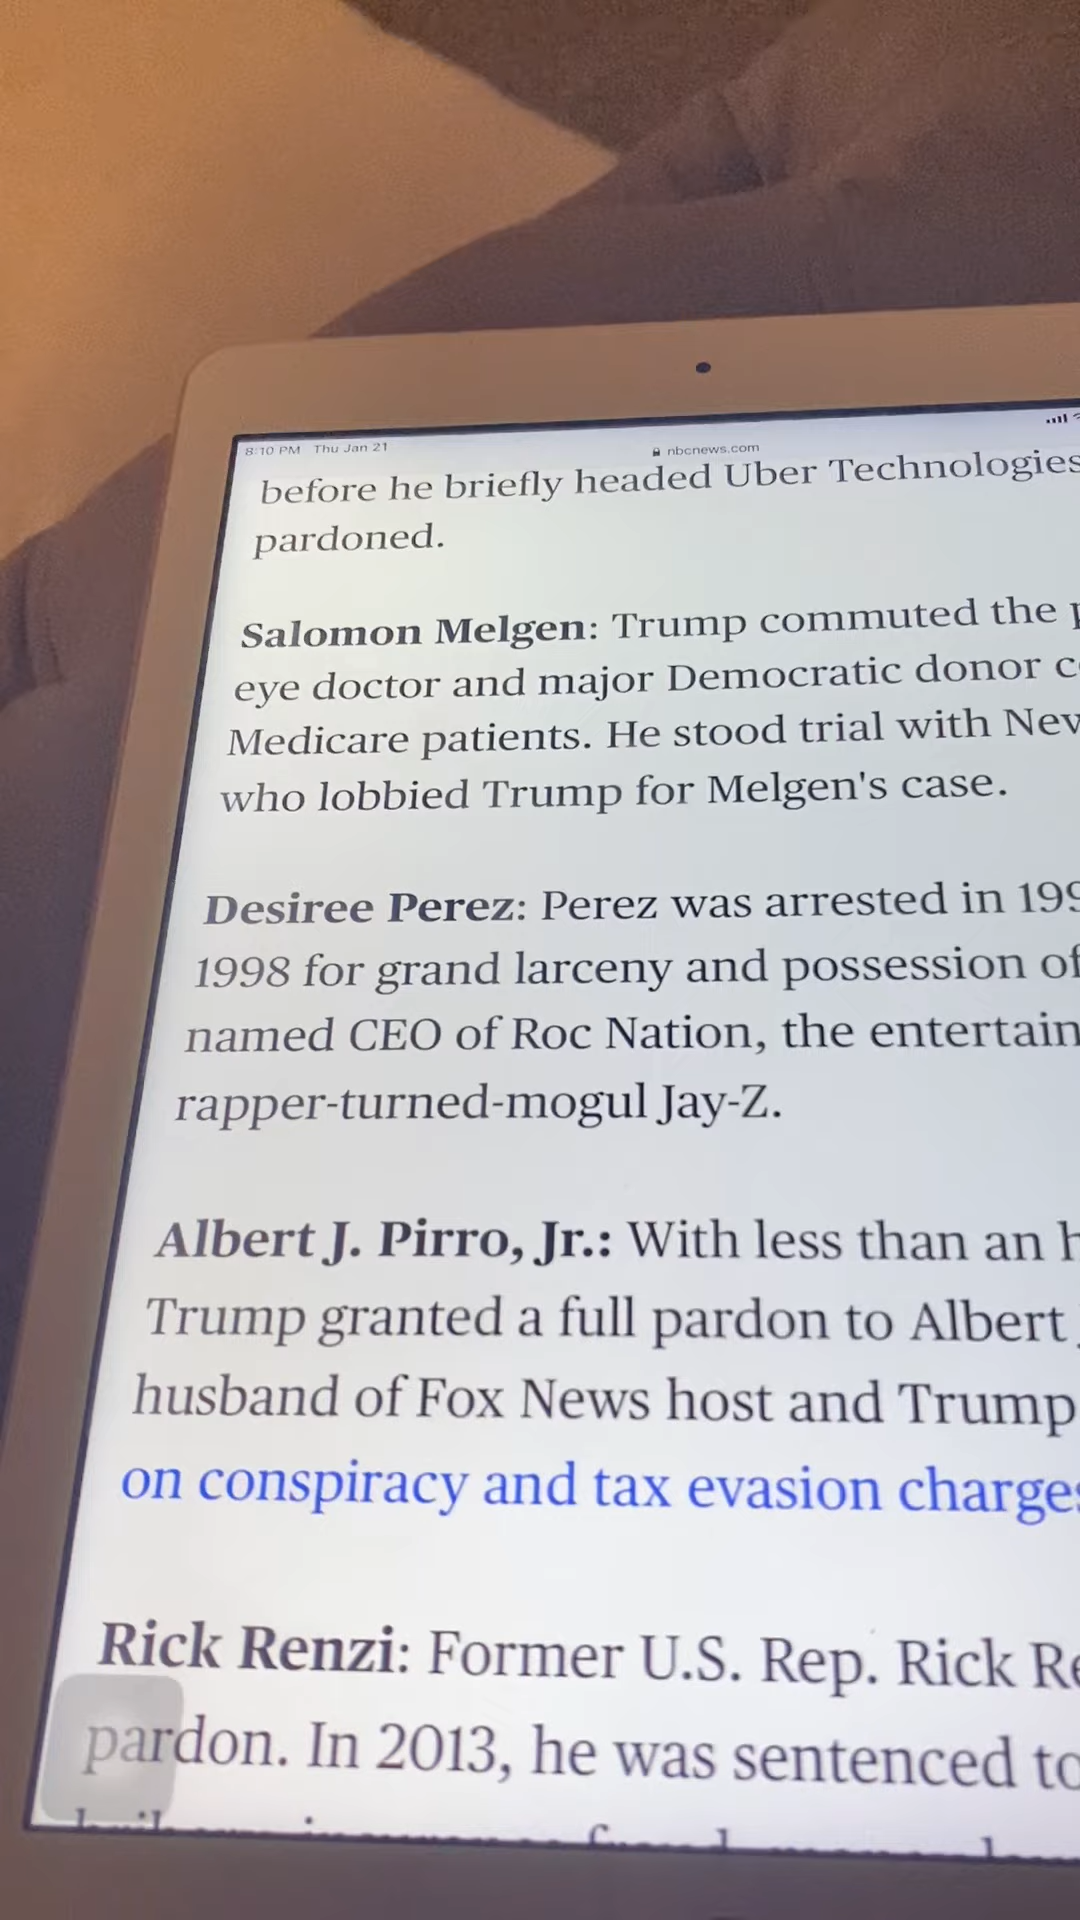 8:10 PM Thu Jan 21
nbcnews.com
before he briefly headed Uber Technologies
pardoned.
Salomon Melgen: Trump commuted the
eye doctor and major Democratic donor
Medicare patients. He stood trial with
who lobbied Trump for Melgen's case.
Desiree Perez: Perez was arrested in
1998 for grand larceny and possession of
named CEO of Roc Nation, the entertain
rapper-turned-mogul Jay-Z.
Albert J. Pirro, Jr.: With less than an
Trump granted a full pardon to Albert
husband of Fox News host and Trump
on conspiracy and tax evasion charges
Rick Renzi: Former U.S. Rep. Rick
pardon. In 2013, he was sentenced to